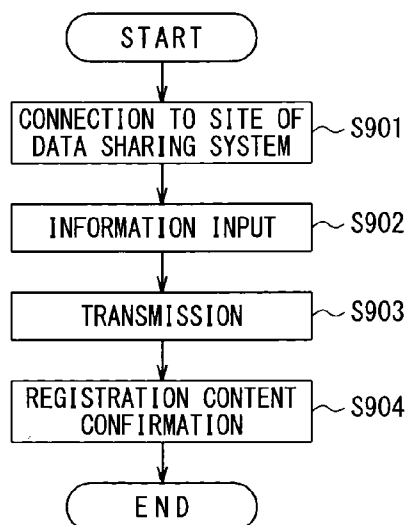 START
CONNECTION TO SITE OF
DATA SHARING SYSTEM
S901
INFORMATION INPUT
S902
TRANSMISSION
S903
REGISTRATION CONTENT
CONFIRMATION
S904
END